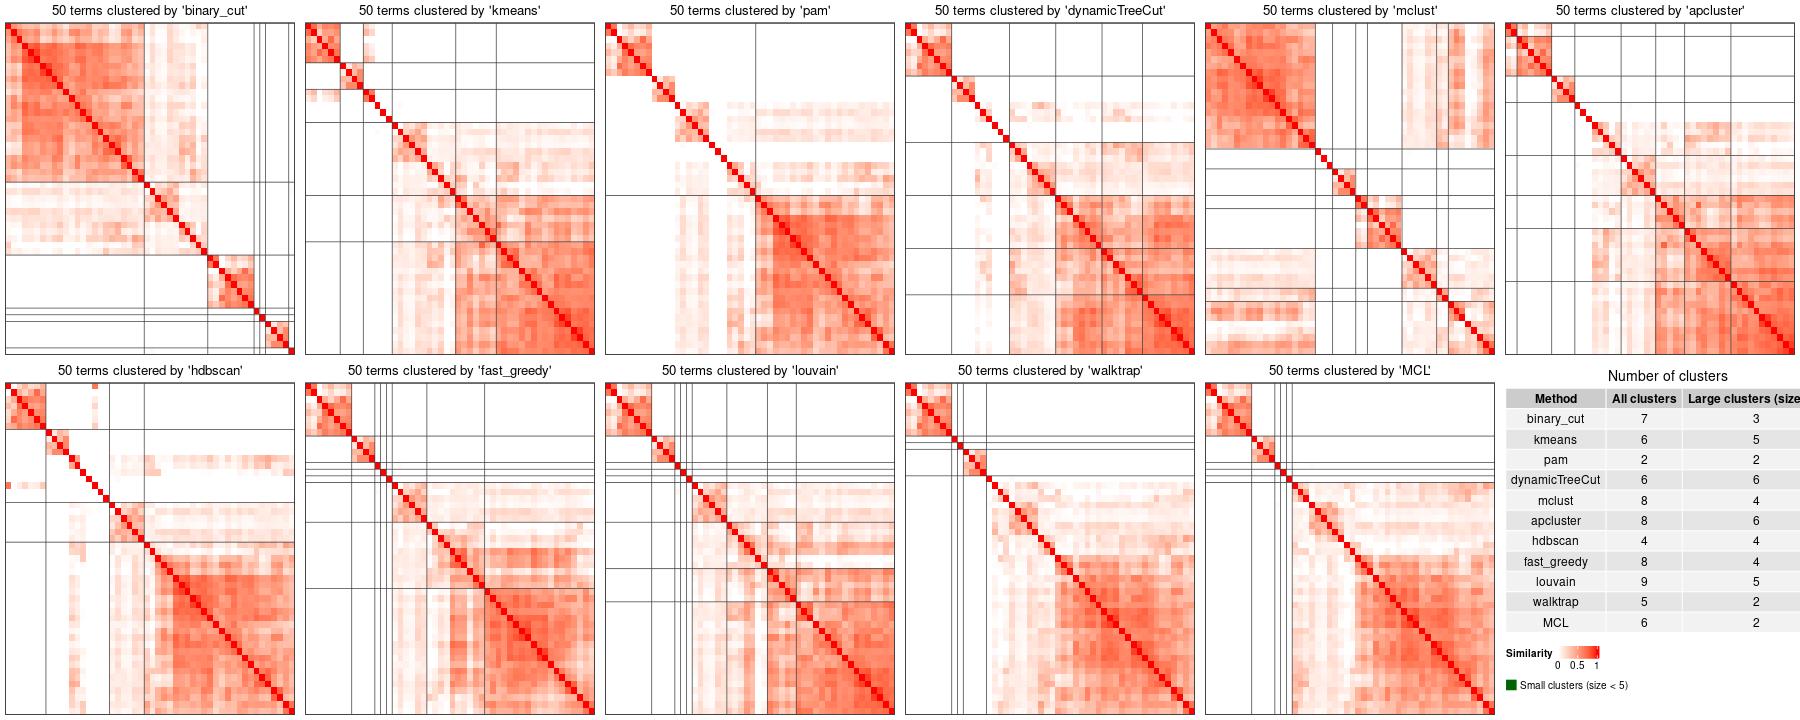 50 terms clustered by 'binary_cut'
50 terms clustered by 'kmeans'
50 terms clustered by 'pam'
50 terms clustered by 'dynamicTreeCut'
50 terms clustered by 'mclust'
50 terms clustered by 'apcluster'
50 terms clustered by 'hdbscan'
50 terms clustered by 'fast_greedy'
50 terms clustered by 'louvain'
50 terms clustered by 'walktrap'
50 terms clustered by 'MCL'
Number of clusters
Method All clusters Large clusters (size
binary_cut 7 3
kmeans 6 5
pam 2 2
dynamicTreeCut 6 6
mclust 8 4
apcluster 8 6
hdbscan 4 4
fast_greedy 8 4
louvain 9 5
walktrap 5 2
MCL 6 2
Similarity
0 0.5 1
Small clusters (size < 5)